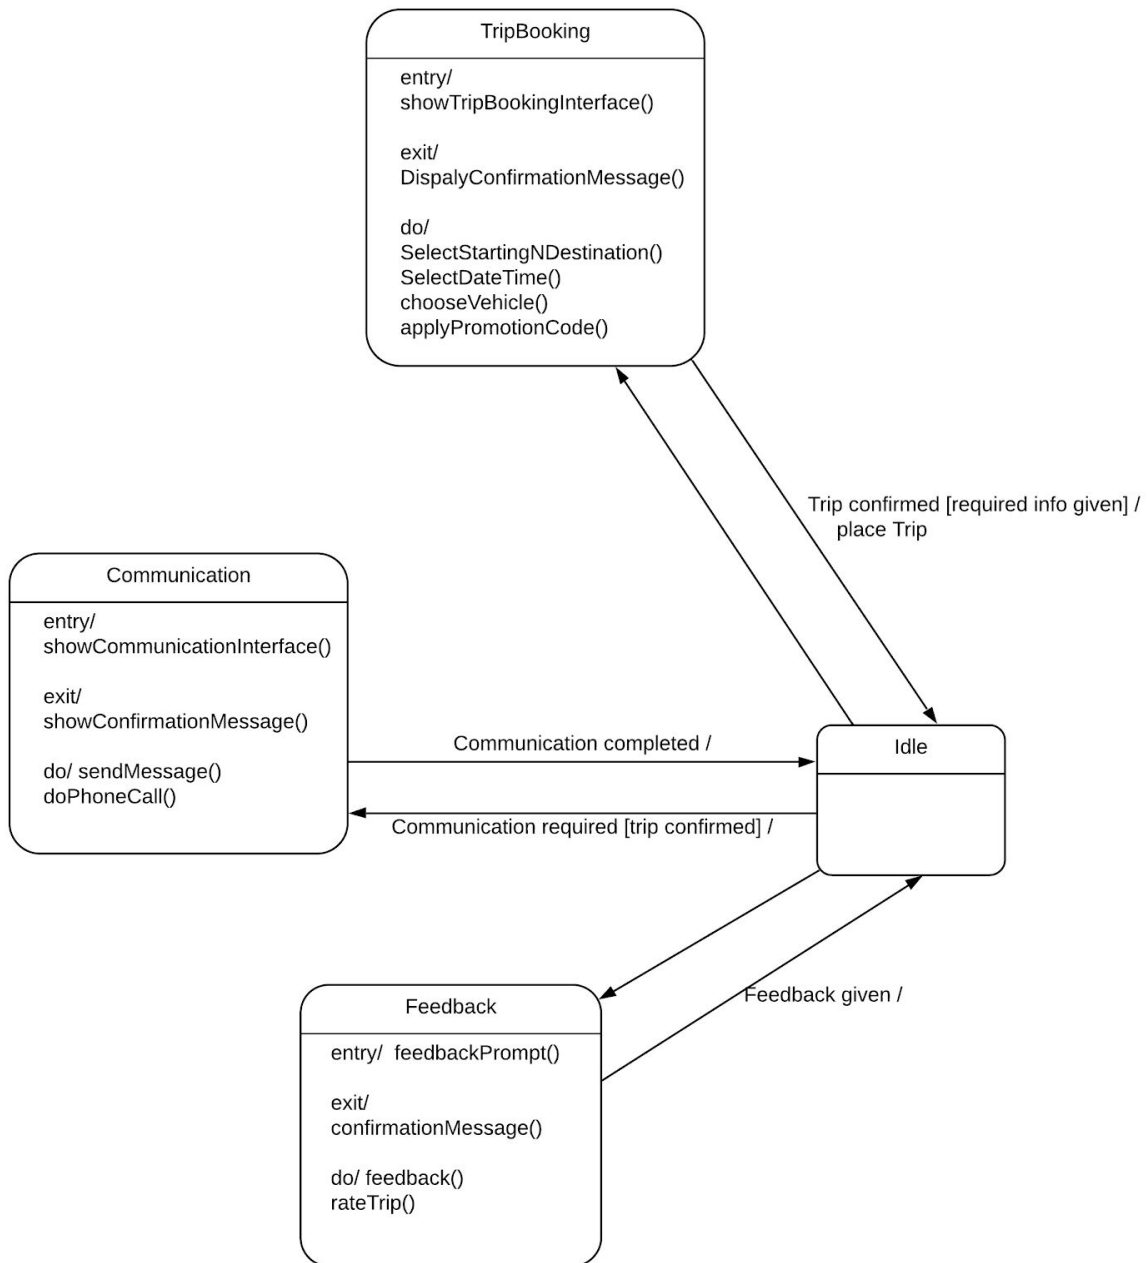 TripBooking
entry/
showTripBookingInterface()
exit/
DispalyConfirmationMessage()
do/
SelectStartingNDestination()
SelectDateTime()
chooseVehicle()
applyPromotionCode()
Trip confirmed [required info given] /
place Trip
Communication
entry/
showCommunicationInterface()
exit/
showConfirmationMessage()
do/ sendMessage()
doPhoneCall()
Communication completed /
Communication required [trip confirmed] /
Idle
Feedback
entry/  feedbackPrompt()
exit/
confirmationMessage()
do/ feedback()
rateTrip()
Feedback given /